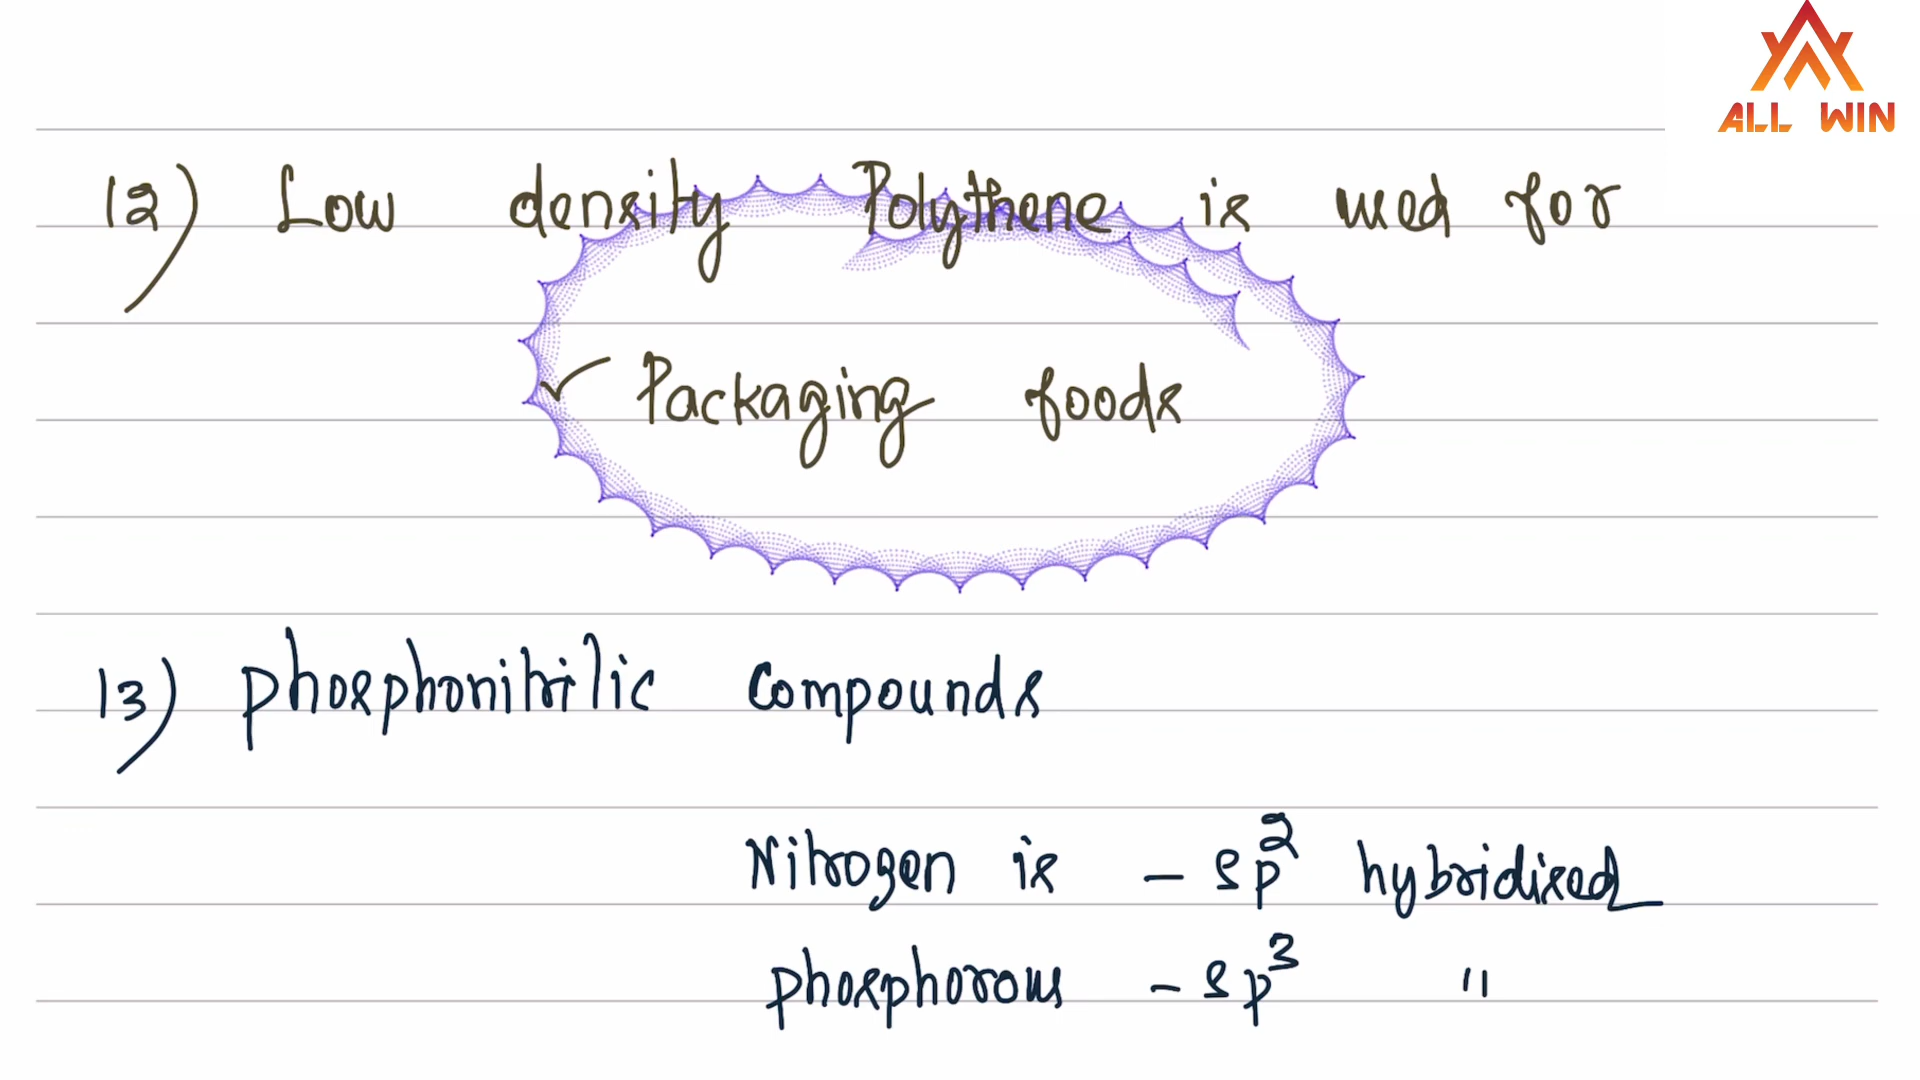 ALL WIN
12) Low density Polythene is used for
✓ Packaging foods
13) phosphonitrilic compounds
Nitrogen is - sp² hybridised
phosphorous - sp³ "